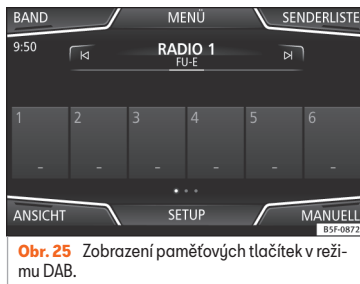 BAND MENÜ SENDERLISTE
9:50 RADIO 1
FU-E
1 2 3 4 5 6
- - - - - -
ANSICHT SETUP MANUELL
B5F-0872
Obr. 25 Zobrazení paměťových tlačítek v reži-
mu DAB.